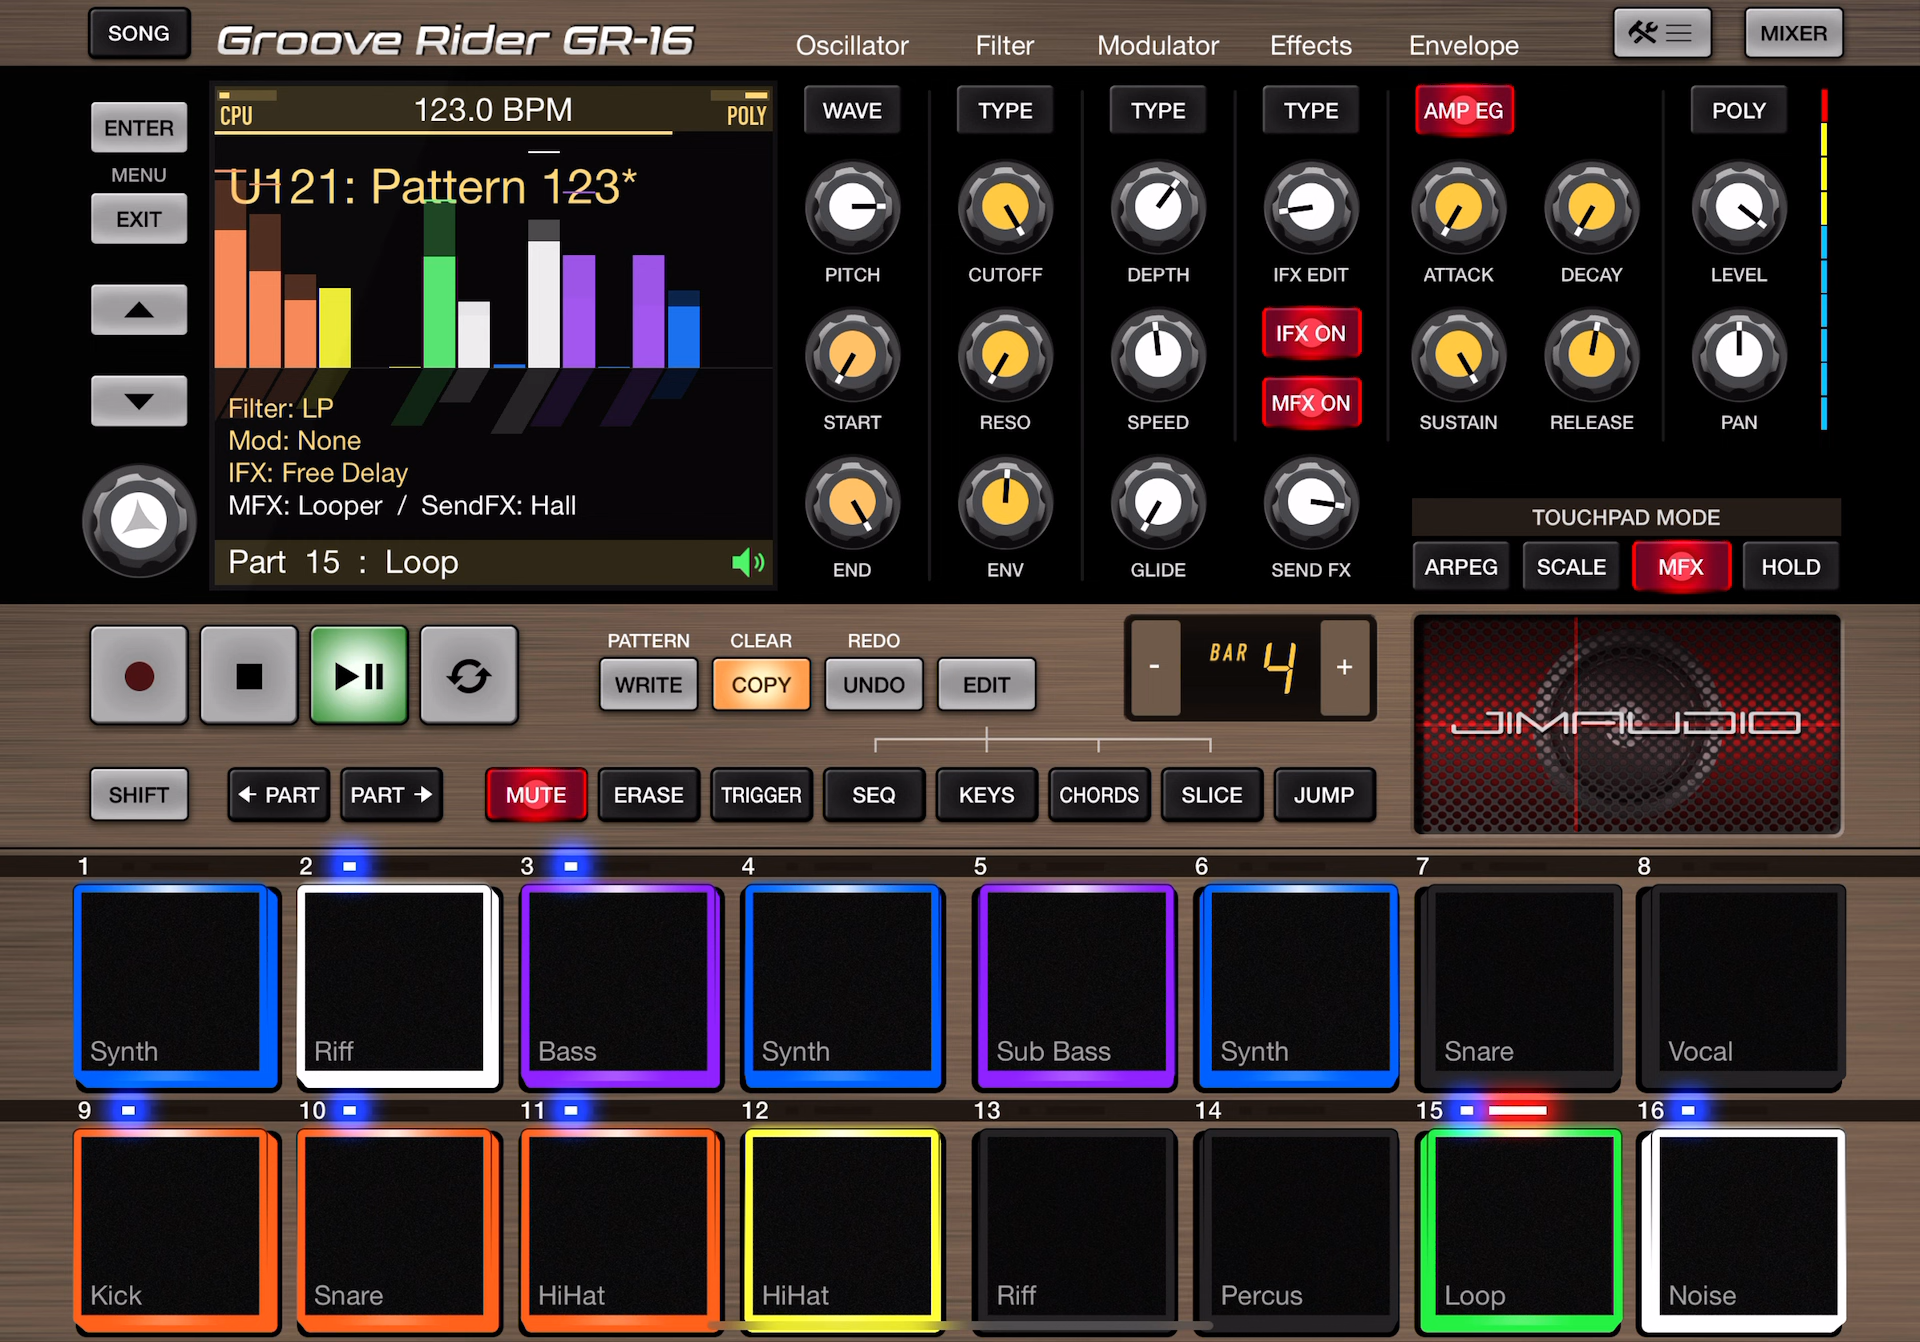 SONG
Groove Rider GR-16
Oscillator Filter Modulator Effects Envelope
MIXER
ENTER
MENU
EXIT
CPU 123.0 BPM POLY
U121: Pattern 123*
Filter: LP
Mod: None
IFX: Free Delay
MFX: Looper / SendFX: Hall
Part 15 : Loop
WAVE TYPE TYPE TYPE AMP EG POLY
PITCH CUTOFF DEPTH IFX EDIT ATTACK DECAY LEVEL
IFX ON
MFX ON
START RESO SPEED SUSTAIN RELEASE PAN
END ENV GLIDE SEND FX
TOUCHPAD MODE
ARPEG SCALE MFX HOLD
PATTERN CLEAR REDO
WRITE COPY UNDO EDIT
- BAR 4 +
JIMAUDIO
SHIFT ← PART PART → MUTE ERASE TRIGGER SEQ KEYS CHORDS SLICE JUMP
1 2 3 4 5 6 7 8
Synth Riff Bass Synth Sub Bass Synth Snare Vocal
9 10 11 12 13 14 15 16
Kick Snare HiHat HiHat Riff Percus Loop Noise